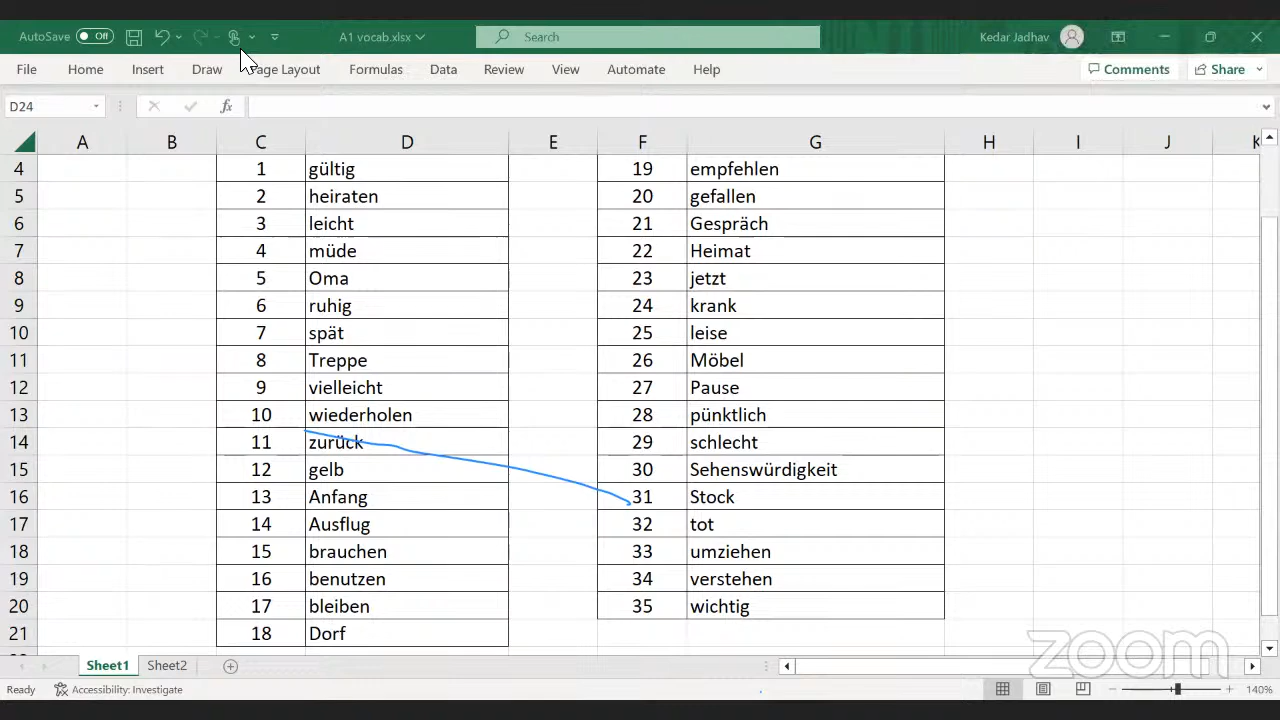 AutoSave Off A1 vocab.xlsx Search Kedar Jadhav
File Home Insert Draw Page Layout Formulas Data Review View Automate Help Comments Share
D24 fx
A B C D E F G H I J K
4 1 gültig 19 empfehlen
5 2 heiraten 20 gefallen
6 3 leicht 21 Gespräch
7 4 müde 22 Heimat
8 5 Oma 23 jetzt
9 6 ruhig 24 krank
10 7 spät 25 leise
11 8 Treppe 26 Möbel
12 9 vielleicht 27 Pause
13 10 wiederholen 28 pünktlich
14 11 zurück 29 schlecht
15 12 gelb 30 Sehenswürdigkeit
16 13 Anfang 31 Stock
17 14 Ausflug 32 tot
18 15 brauchen 33 umziehen
19 16 benutzen 34 verstehen
20 17 bleiben 35 wichtig
21 18 Dorf
zoom
Sheet1 Sheet2
Ready Accessibility: Investigate 140%